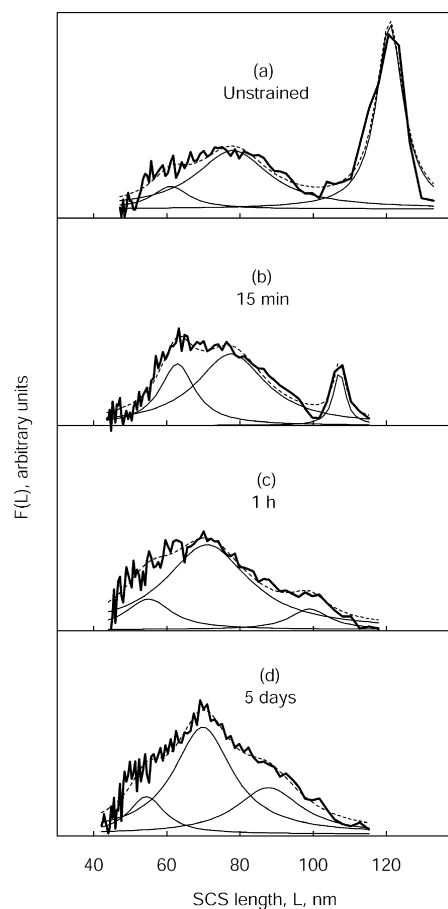 (a)
Unstrained
(b)
15 min
(c)
1 h
(d)
5 days
F(L), arbitrary units
40 60 80 100 120
SCS length, L, nm